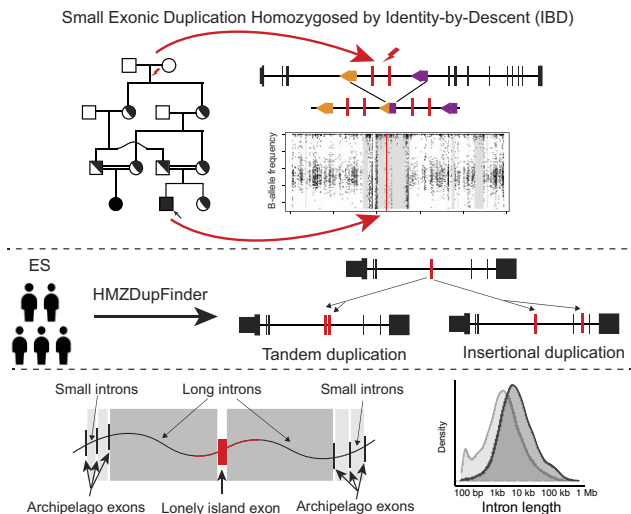 Small Exonic Duplication Homozygosed by Identity-by-Descent (IBD)
B-allele frequency
ES
HMZDupFinder
Tandem duplication
Insertional duplication
Small introns
Long introns
Small introns
Archipelago exons
Lonely island exon
Archipelago exons
Density
100 bp 1kb 10 kb 100 kb 1 Mb
Intron length